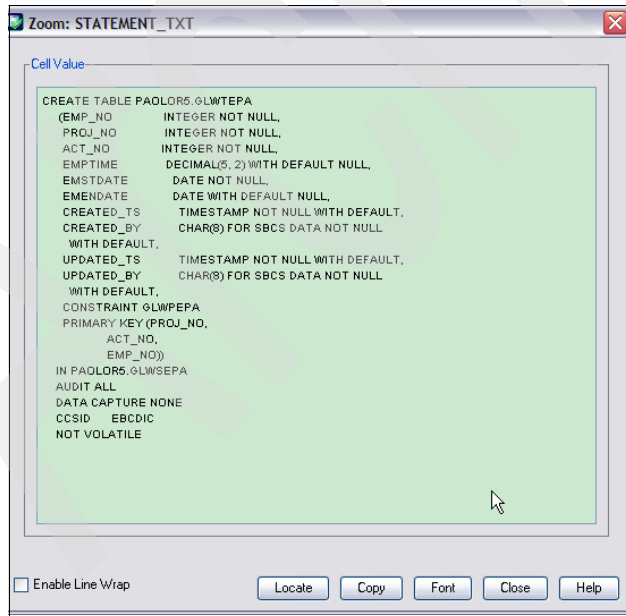 Zoom: STATEMENT_TXT
Cell Value
CREATE TABLE PAOLOR5.GLWTEPA
(EMP_NO INTEGER NOT NULL,
PROJ_NO INTEGER NOT NULL,
ACT_NO INTEGER NOT NULL,
EMPTIME DECIMAL(5, 2) WITH DEFAULT NULL,
EMSTDATE DATE NOT NULL,
EMENDATE DATE WITH DEFAULT NULL,
CREATED_TS TIMESTAMP NOT NULL WITH DEFAULT,
CREATED_BY CHAR(8) FOR SBCS DATA NOT NULL
WITH DEFAULT,
UPDATED_TS TIMESTAMP NOT NULL WITH DEFAULT,
UPDATED_BY CHAR(8) FOR SBCS DATA NOT NULL
WITH DEFAULT,
CONSTRAINT GLWPEPA
PRIMARY KEY (PROJ_NO,
ACT_NO,
EMP_NO))
IN PAOLOR5.GLWSEPA
AUDIT ALL
DATA CAPTURE NONE
CCSID EBCDIC
NOT VOLATILE
Enable Line Wrap
Locate Copy Font Close Help